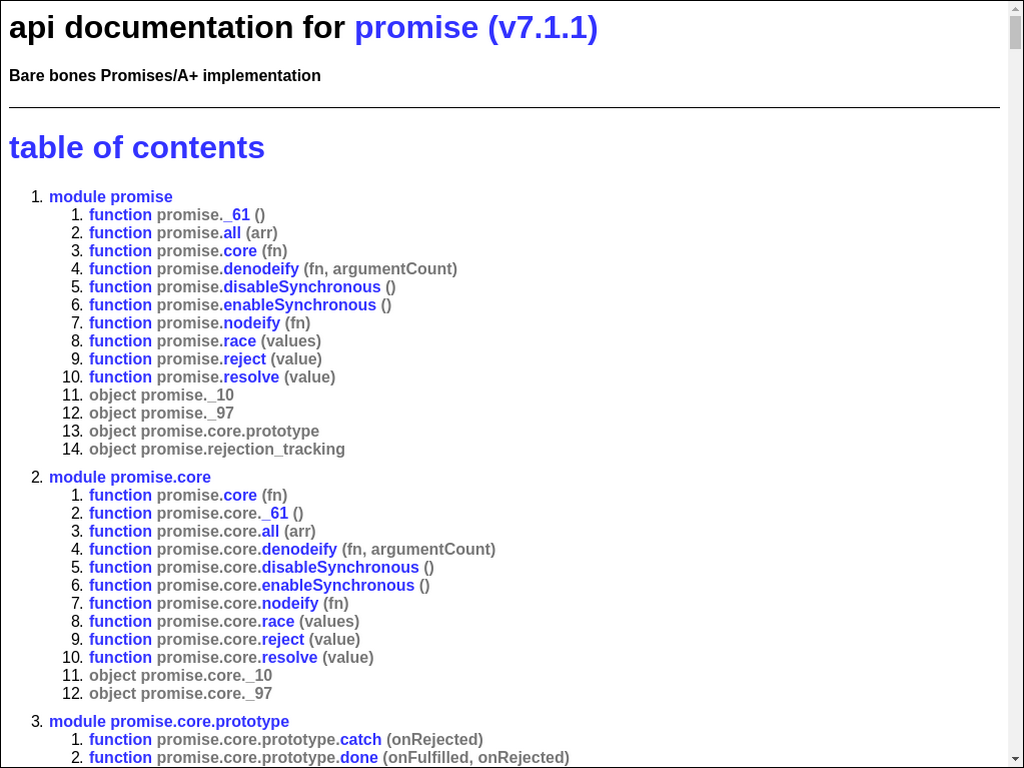 api documentation for promise (v7.1.1)
Bare bones Promises/A+ implementation
table of contents
1. module promise
1. function promise._61 ()
2. function promise.all (arr)
3. function promise.core (fn)
4. function promise.denodeify (fn, argumentCount)
5. function promise.disableSynchronous ()
6. function promise.enableSynchronous ()
7. function promise.nodeify (fn)
8. function promise.race (values)
9. function promise.reject (value)
10. function promise.resolve (value)
11. object promise._10
12. object promise._97
13. object promise.core.prototype
14. object promise.rejection_tracking
2. module promise.core
1. function promise.core (fn)
2. function promise.core._61 ()
3. function promise.core.all (arr)
4. function promise.core.denodeify (fn, argumentCount)
5. function promise.core.disableSynchronous ()
6. function promise.core.enableSynchronous ()
7. function promise.core.nodeify (fn)
8. function promise.core.race (values)
9. function promise.core.reject (value)
10. function promise.core.resolve (value)
11. object promise.core._10
12. object promise.core._97
3. module promise.core.prototype
1. function promise.core.prototype.catch (onRejected)
2. function promise.core.prototype.done (onFulfilled, onRejected)